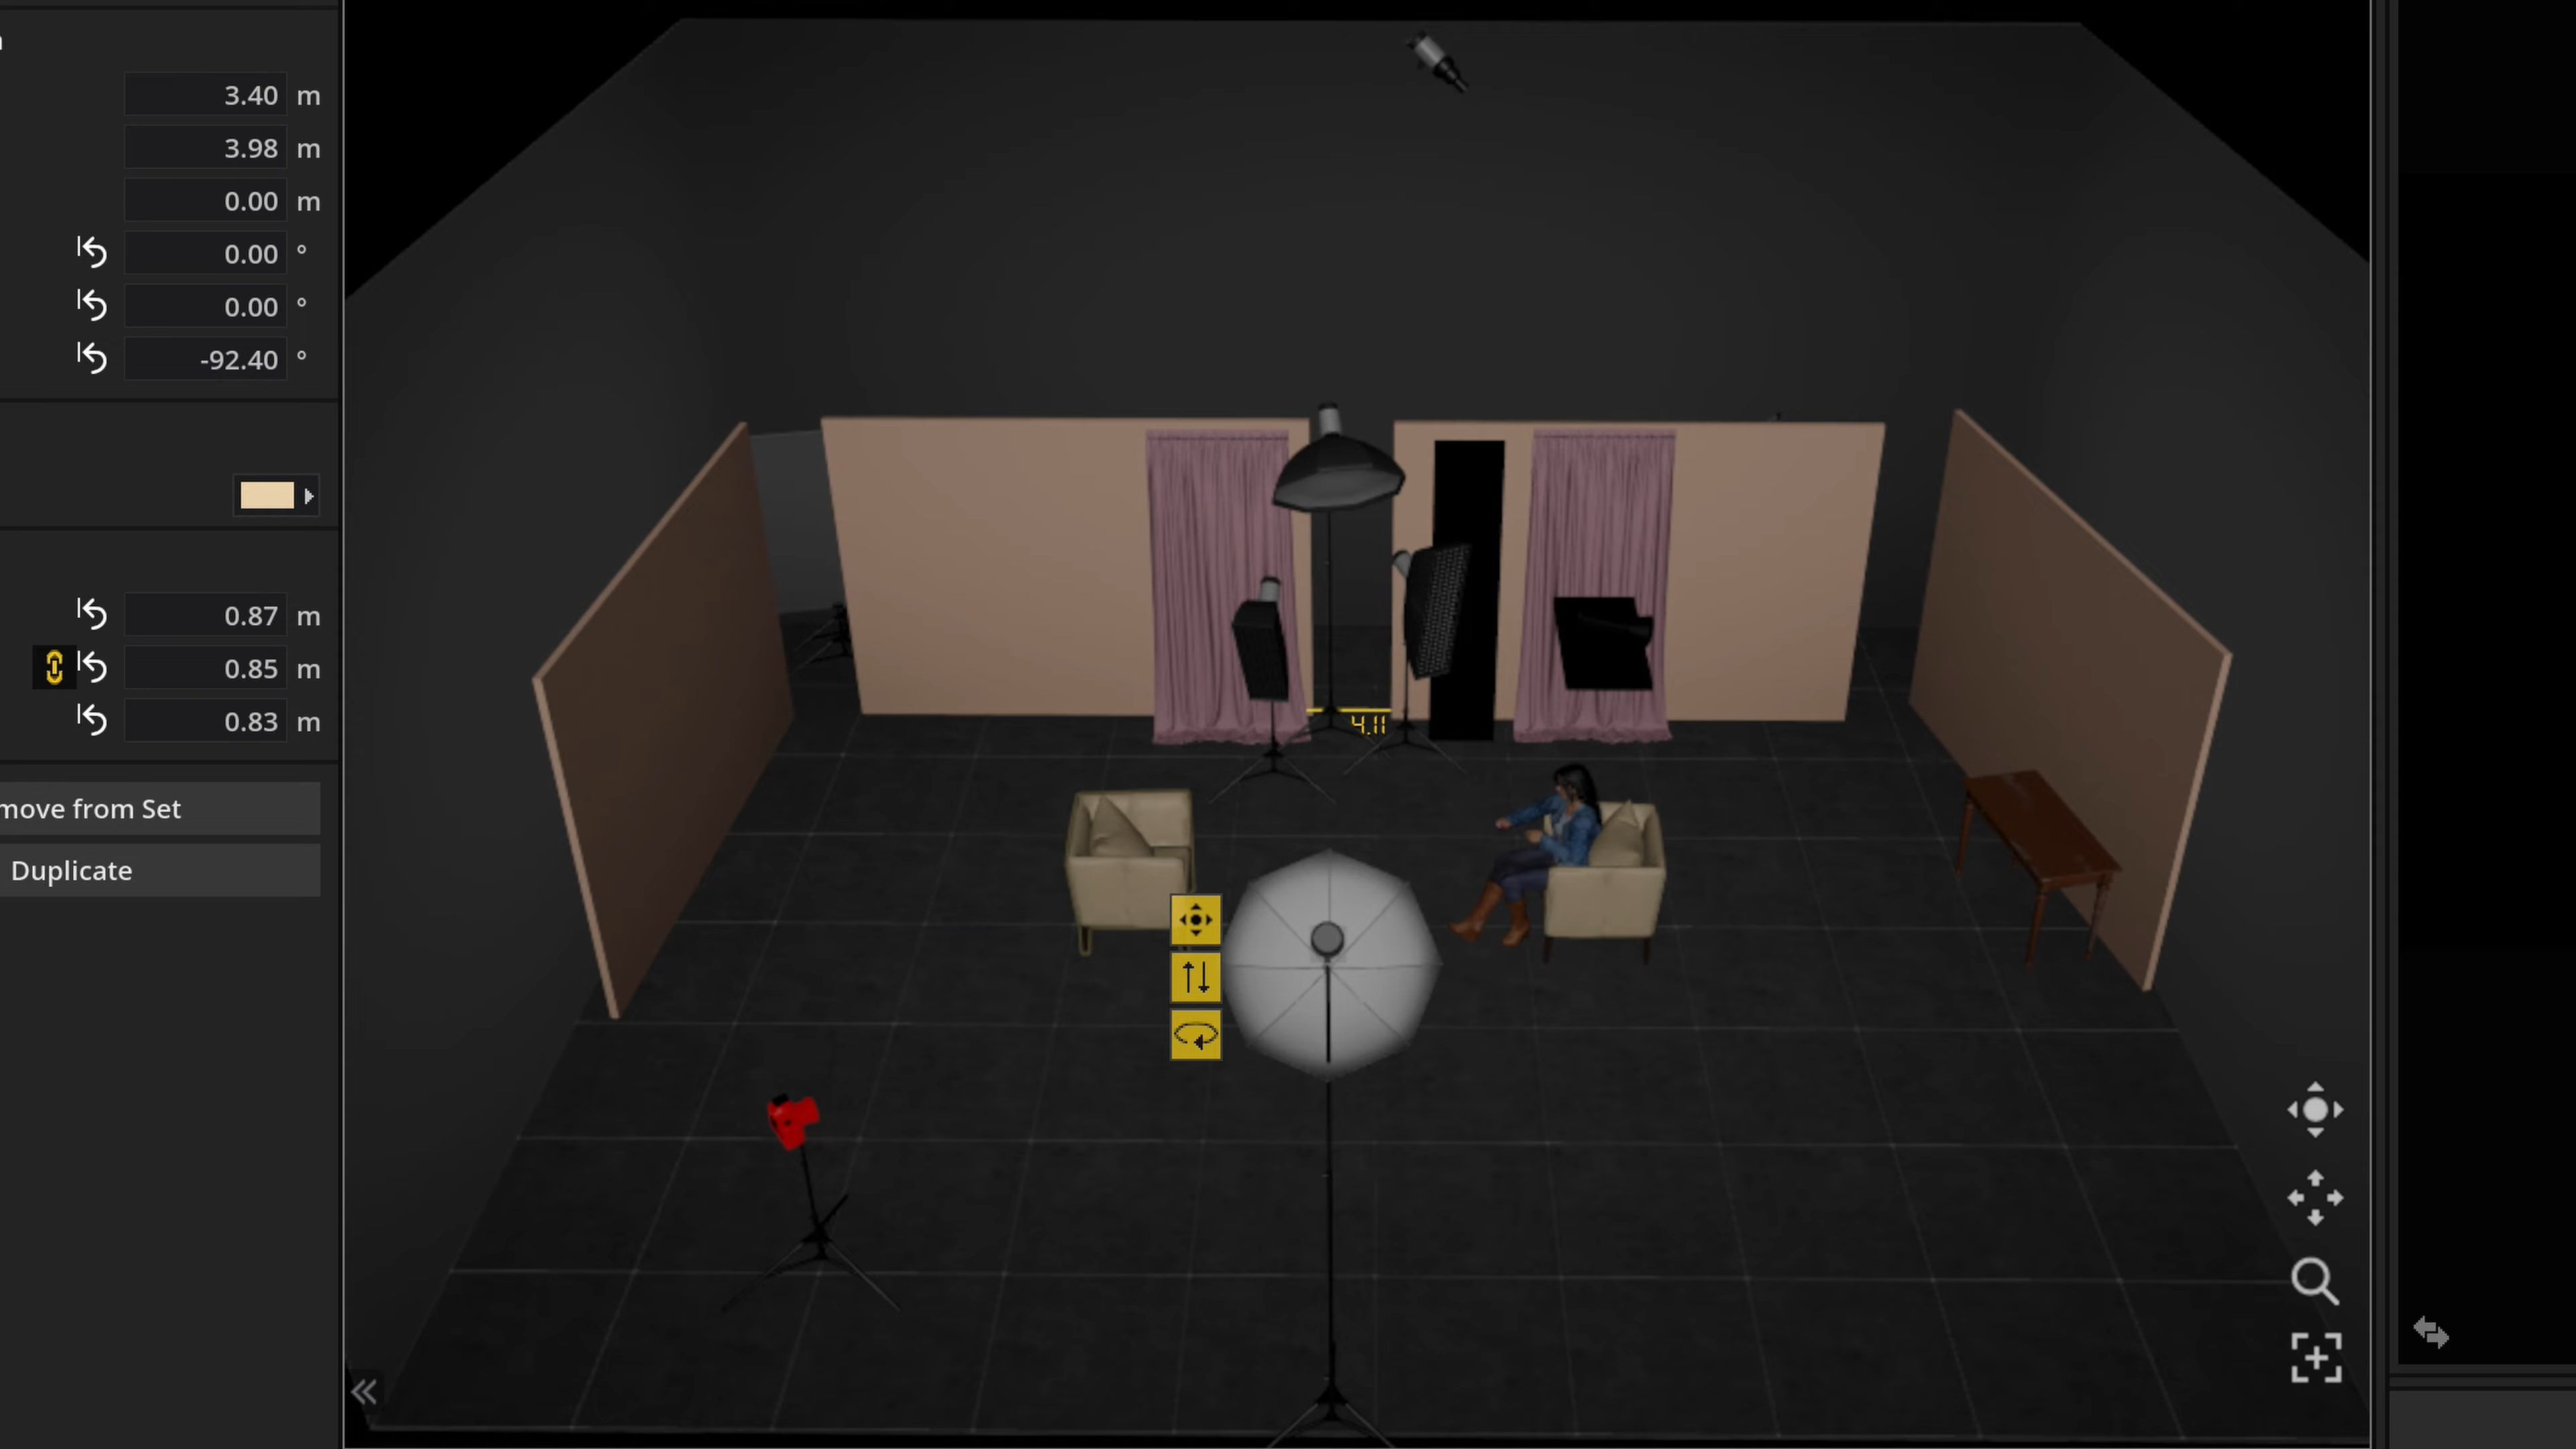 3.40 m
3.98 m
0.00 m
0.00 °
0.00 °
-92.40 °
0.87 m
0.85 m
0.83 m
move from Set
Duplicate
4.11